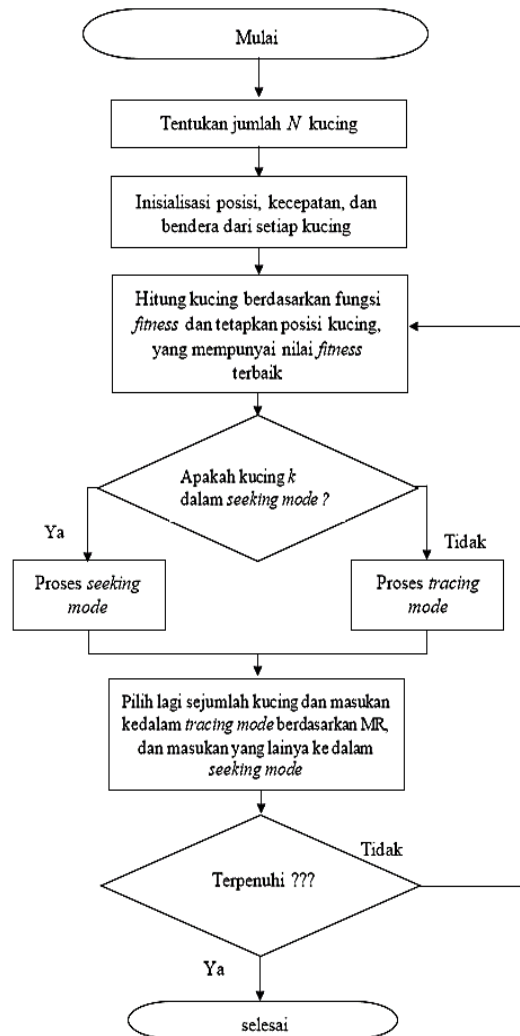 Mulai
Tentukan jumlah N kucing
Inisialisasi posisi, kecepatan, dan
bendera dari setiap kucing
Hitung kucing berdasarkan fungsi
fitness dan tetapkan posisi kucing,
yang mempunyai nilai fitness
terbaik
Apakah kucing k
dalam seeking mode ?
Ya
Tidak
Proses seeking
mode
Proses tracing
mode
Pilih lagi sejumlah kucing dan masukan
kedalam tracing mode berdasarkan MR,
dan masukan yang lainya ke dalam
seeking mode
Tidak
Terpenuhi ???
Ya
selesai